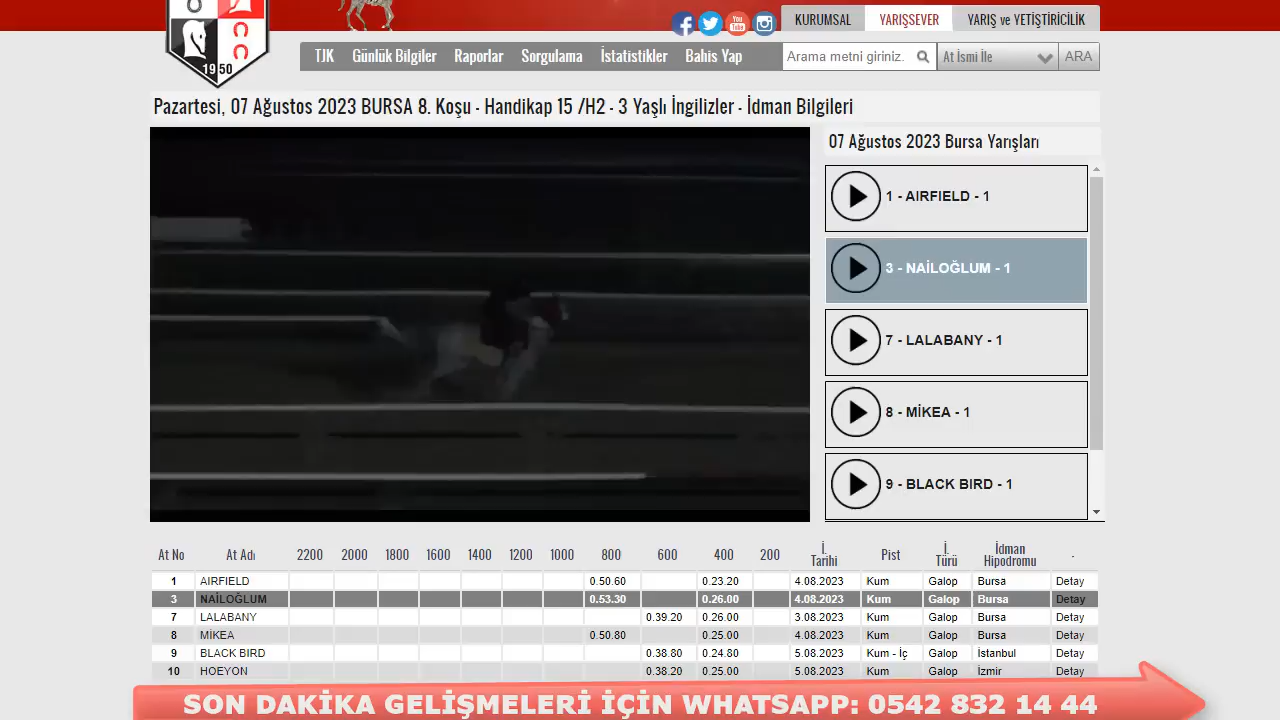 O
C
C
19 50
KURUMSAL YARIŞSEVER YARIŞ ve YETİŞTİRİCİLİK
You
Tube
TJK Günlük Bilgiler Raporlar Sorgulama İstatistikler Bahis Yap
Arama metni giriniz. At İsmi İle ARA
Pazartesi, 07 Ağustos 2023 BURSA 8. Koşu - Handikap 15 /H2 - 3 Yaşlı İngilizler - İdman Bilgileri
07 Ağustos 2023 Bursa Yarışları
1 - AIRFIELD - 1
3 - NAİLOĞLUM - 1
7 - LALABANY - 1
8 - MİKEA - 1
9 - BLACK BIRD - 1
At No At Adı 2200 2000 1800 1600 1400 1200 1000 800 600 400 200 İ. Tarihi Pist İ. Türü İdman Hipodromu .
1 AIRFIELD 0.50.60 0.23.20 4.08.2023 Kum Galop Bursa Detay
3 NAİLOĞLUM 0.53.30 0.26.00 4.08.2023 Kum Galop Bursa Detay
7 LALABANY 0.39.20 0.26.00 3.08.2023 Kum Galop Bursa Detay
8 MİKEA 0.50.80 0.25.00 4.08.2023 Kum Galop Bursa Detay
9 BLACK BIRD 0.38.80 0.24.80 5.08.2023 Kum - İç Galop İstanbul Detay
10 HOEYON 0.38.20 0.25.00 5.08.2023 Kum Galop İzmir Detay
SON DAKİKA GELİŞMELERİ İÇİN WHATSAPP: 0542 832 14 44